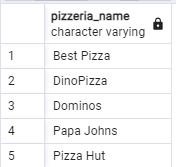 pizzeria_name
character varying
1 Best Pizza
2 DinoPizza
3 Dominos
4 Papa Johns
5 Pizza Hut